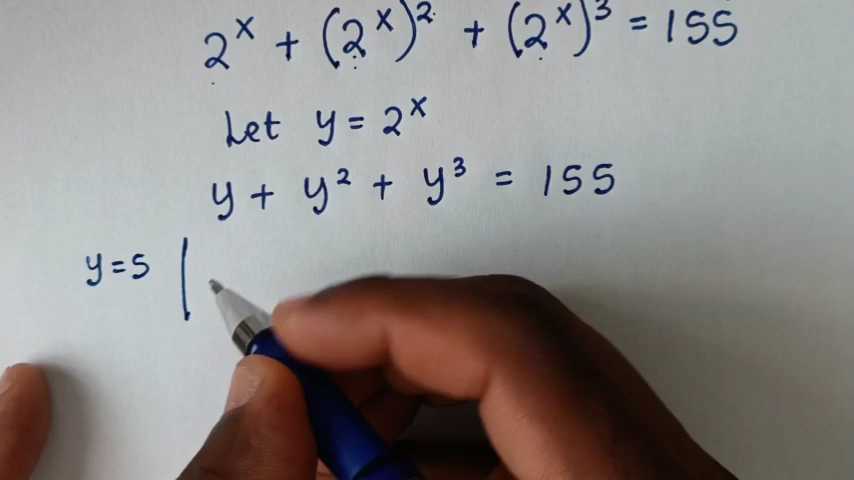 2^x + (2^x)^2 + (2^x)^3 = 155
Let y = 2^x
y + y^2 + y^3 = 155
y = 5 |